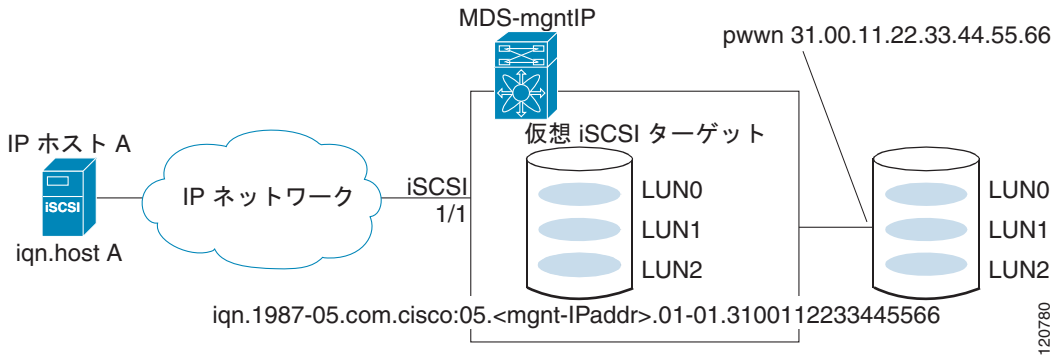 MDS-mgntIP
pwwn 31.00.11.22.33.44.55.66
仮想 iSCSI ターゲット
IP ホスト A
iSCSI
iqn.host A
IP ネットワーク
iSCSI
1/1
LUN0
LUN1
LUN2
LUN0
LUN1
LUN2
iqn.1987-05.com.cisco:05.<mgnt-IPaddr>.01-01.3100112233445566
120780